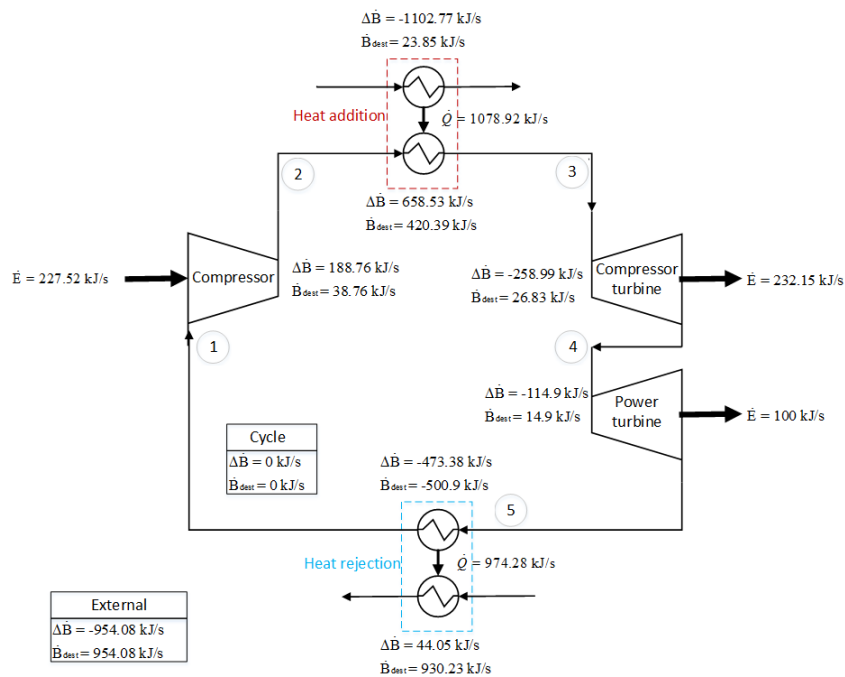 ΔḂ = -1102.77 kJ/s
Ḃdest = 23.85 kJ/s
Heat addition
Q̇ = 1078.92 kJ/s
2
3
ΔḂ = 658.53 kJ/s
Ḃdest = 420.39 kJ/s
Ė = 227.52 kJ/s
Compressor
ΔḂ = 188.76 kJ/s
Ḃdest = 38.76 kJ/s
ΔḂ = -258.99 kJ/s
Ḃdest = 26.83 kJ/s
Compressor
turbine
Ė = 232.15 kJ/s
1
4
ΔḂ = -114.9 kJ/s
Ḃdest = 14.9 kJ/s
Power
turbine
Ė = 100 kJ/s
Cycle
ΔḂ = 0 kJ/s
Ḃdest = 0 kJ/s
ΔḂ = -473.38 kJ/s
Ḃdest = -500.9 kJ/s
5
Heat rejection
Q̇ = 974.28 kJ/s
External
ΔḂ = -954.08 kJ/s
Ḃdest = 954.08 kJ/s
ΔḂ = 44.05 kJ/s
Ḃdest = 930.23 kJ/s